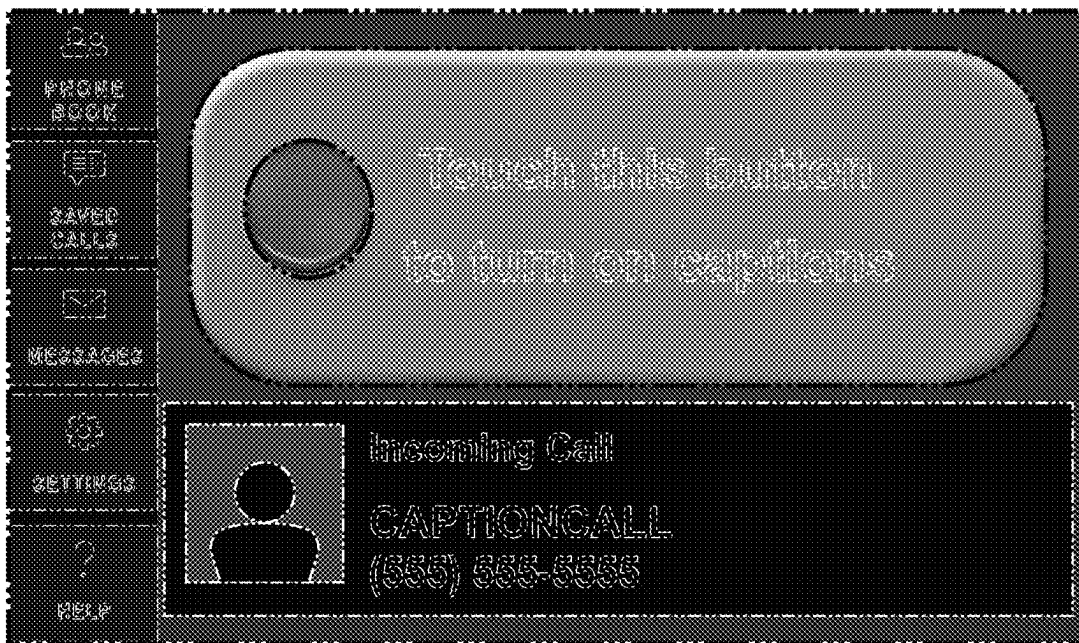 PHONE
BOOK
SAVED
CALLS
MESSAGES
SETTINGS
HELP
Touch this button
to turn on captions
Incoming Call
CAPTIONCALL
(555) 555-5555